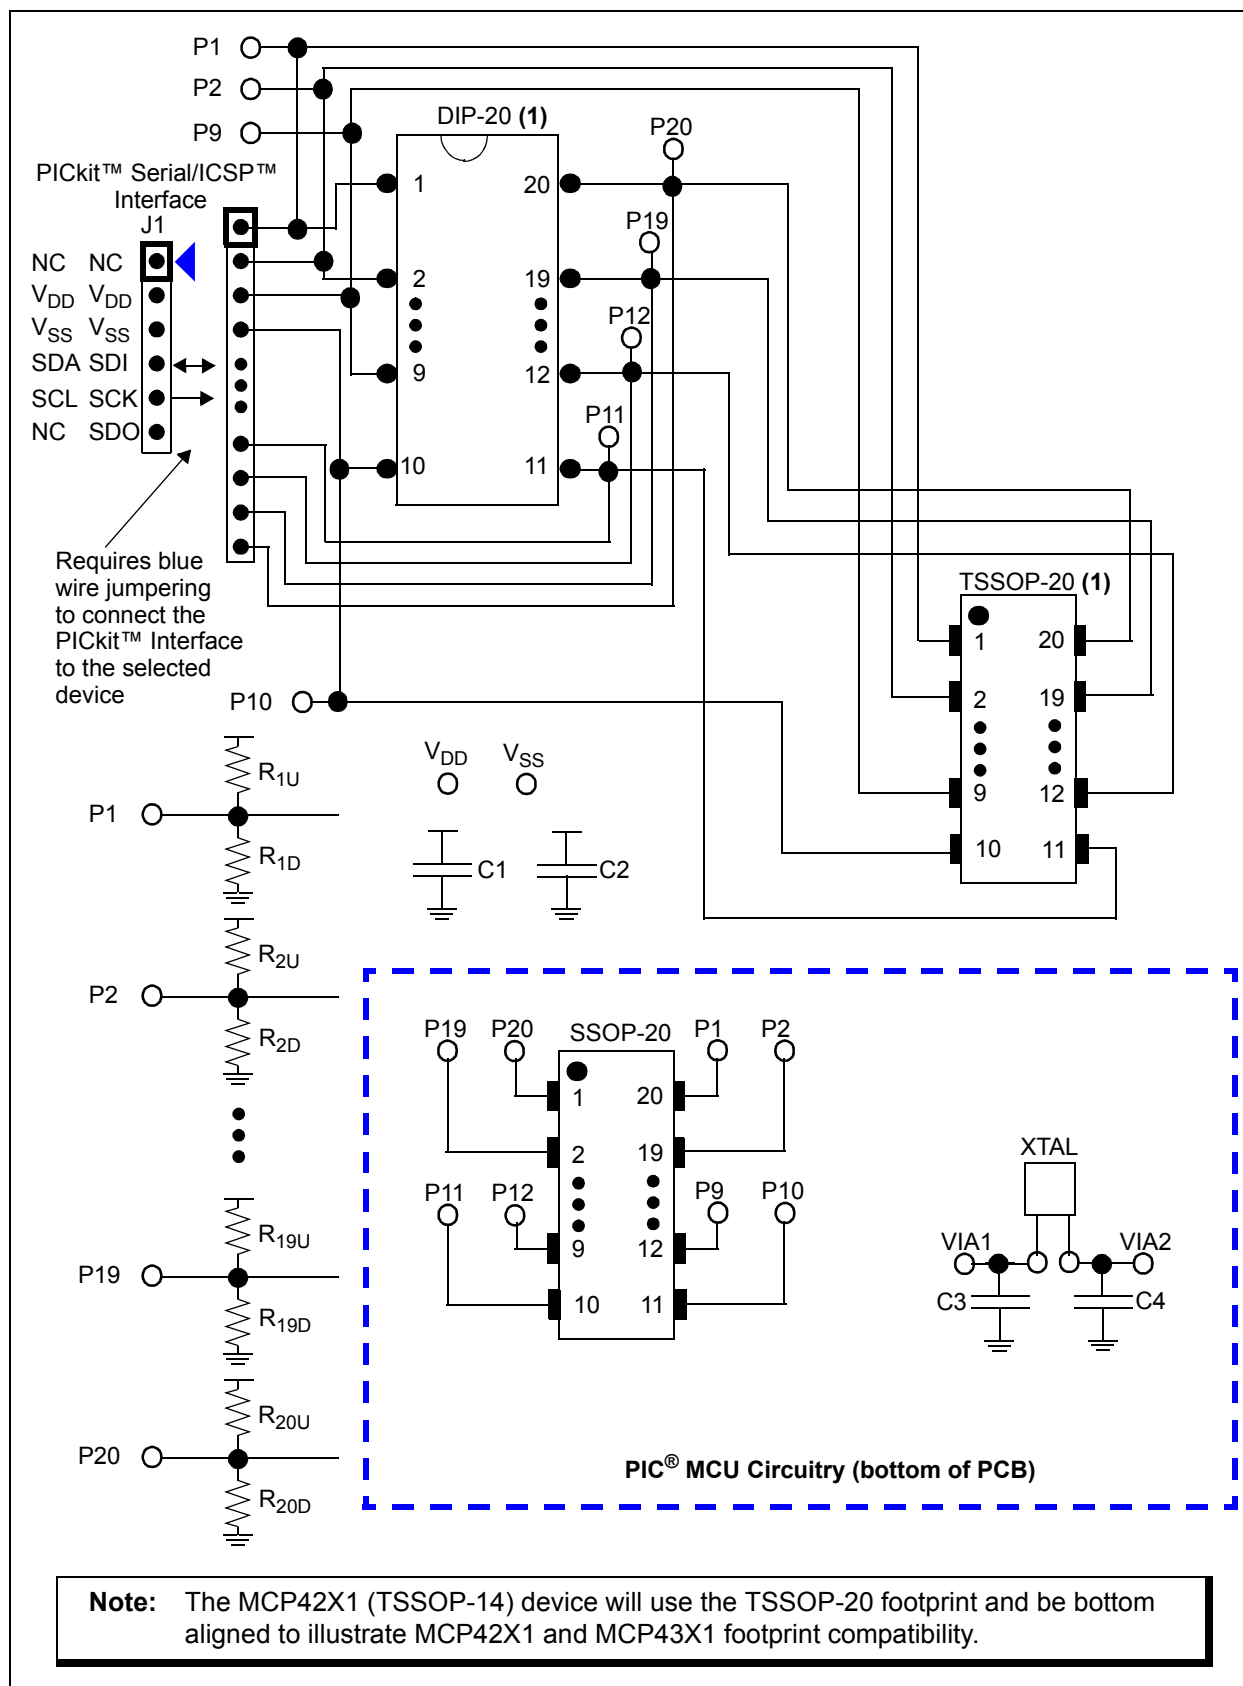 P1
P2
P9
DIP-20 (1)
P20
PICkit™ Serial/ICSP™
Interface
J1
1 20
P19
NC NC
2 19
VDD VDD
P12
VSS VSS
SDA SDI
9 12
SCL SCK
P11
NC SDO
10 11
Requires blue
wire jumpering
to connect the
PICkit™ Interface
to the selected
device
TSSOP-20 (1)
1 20
2 19
9 12
10 11
P10
VDD VSS
R1U
P1
R1D
C1 C2
R2U
P2
R2D
P19 P20 SSOP-20 P1 P2
1 20
2 19
P11 P12 P9 P10
9 12
10 11
XTAL
VIA1 VIA2
C3 C4
R19U
P19
R19D
R20U
P20
R20D
PIC® MCU Circuitry (bottom of PCB)
Note: The MCP42X1 (TSSOP-14) device will use the TSSOP-20 footprint and be bottom
aligned to illustrate MCP42X1 and MCP43X1 footprint compatibility.